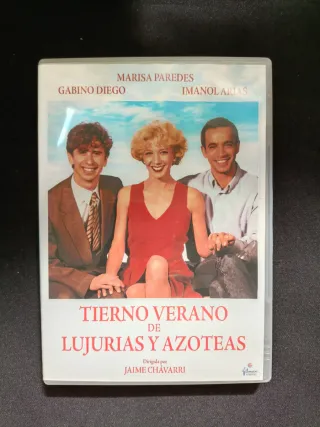 MARISA PAREDES
GABINO DIEGO IMANOL ARIAS
TIERNO VERANO
DE
LUJURIAS Y AZOTEAS
Dirigida por
JAIME CHÁVARRI